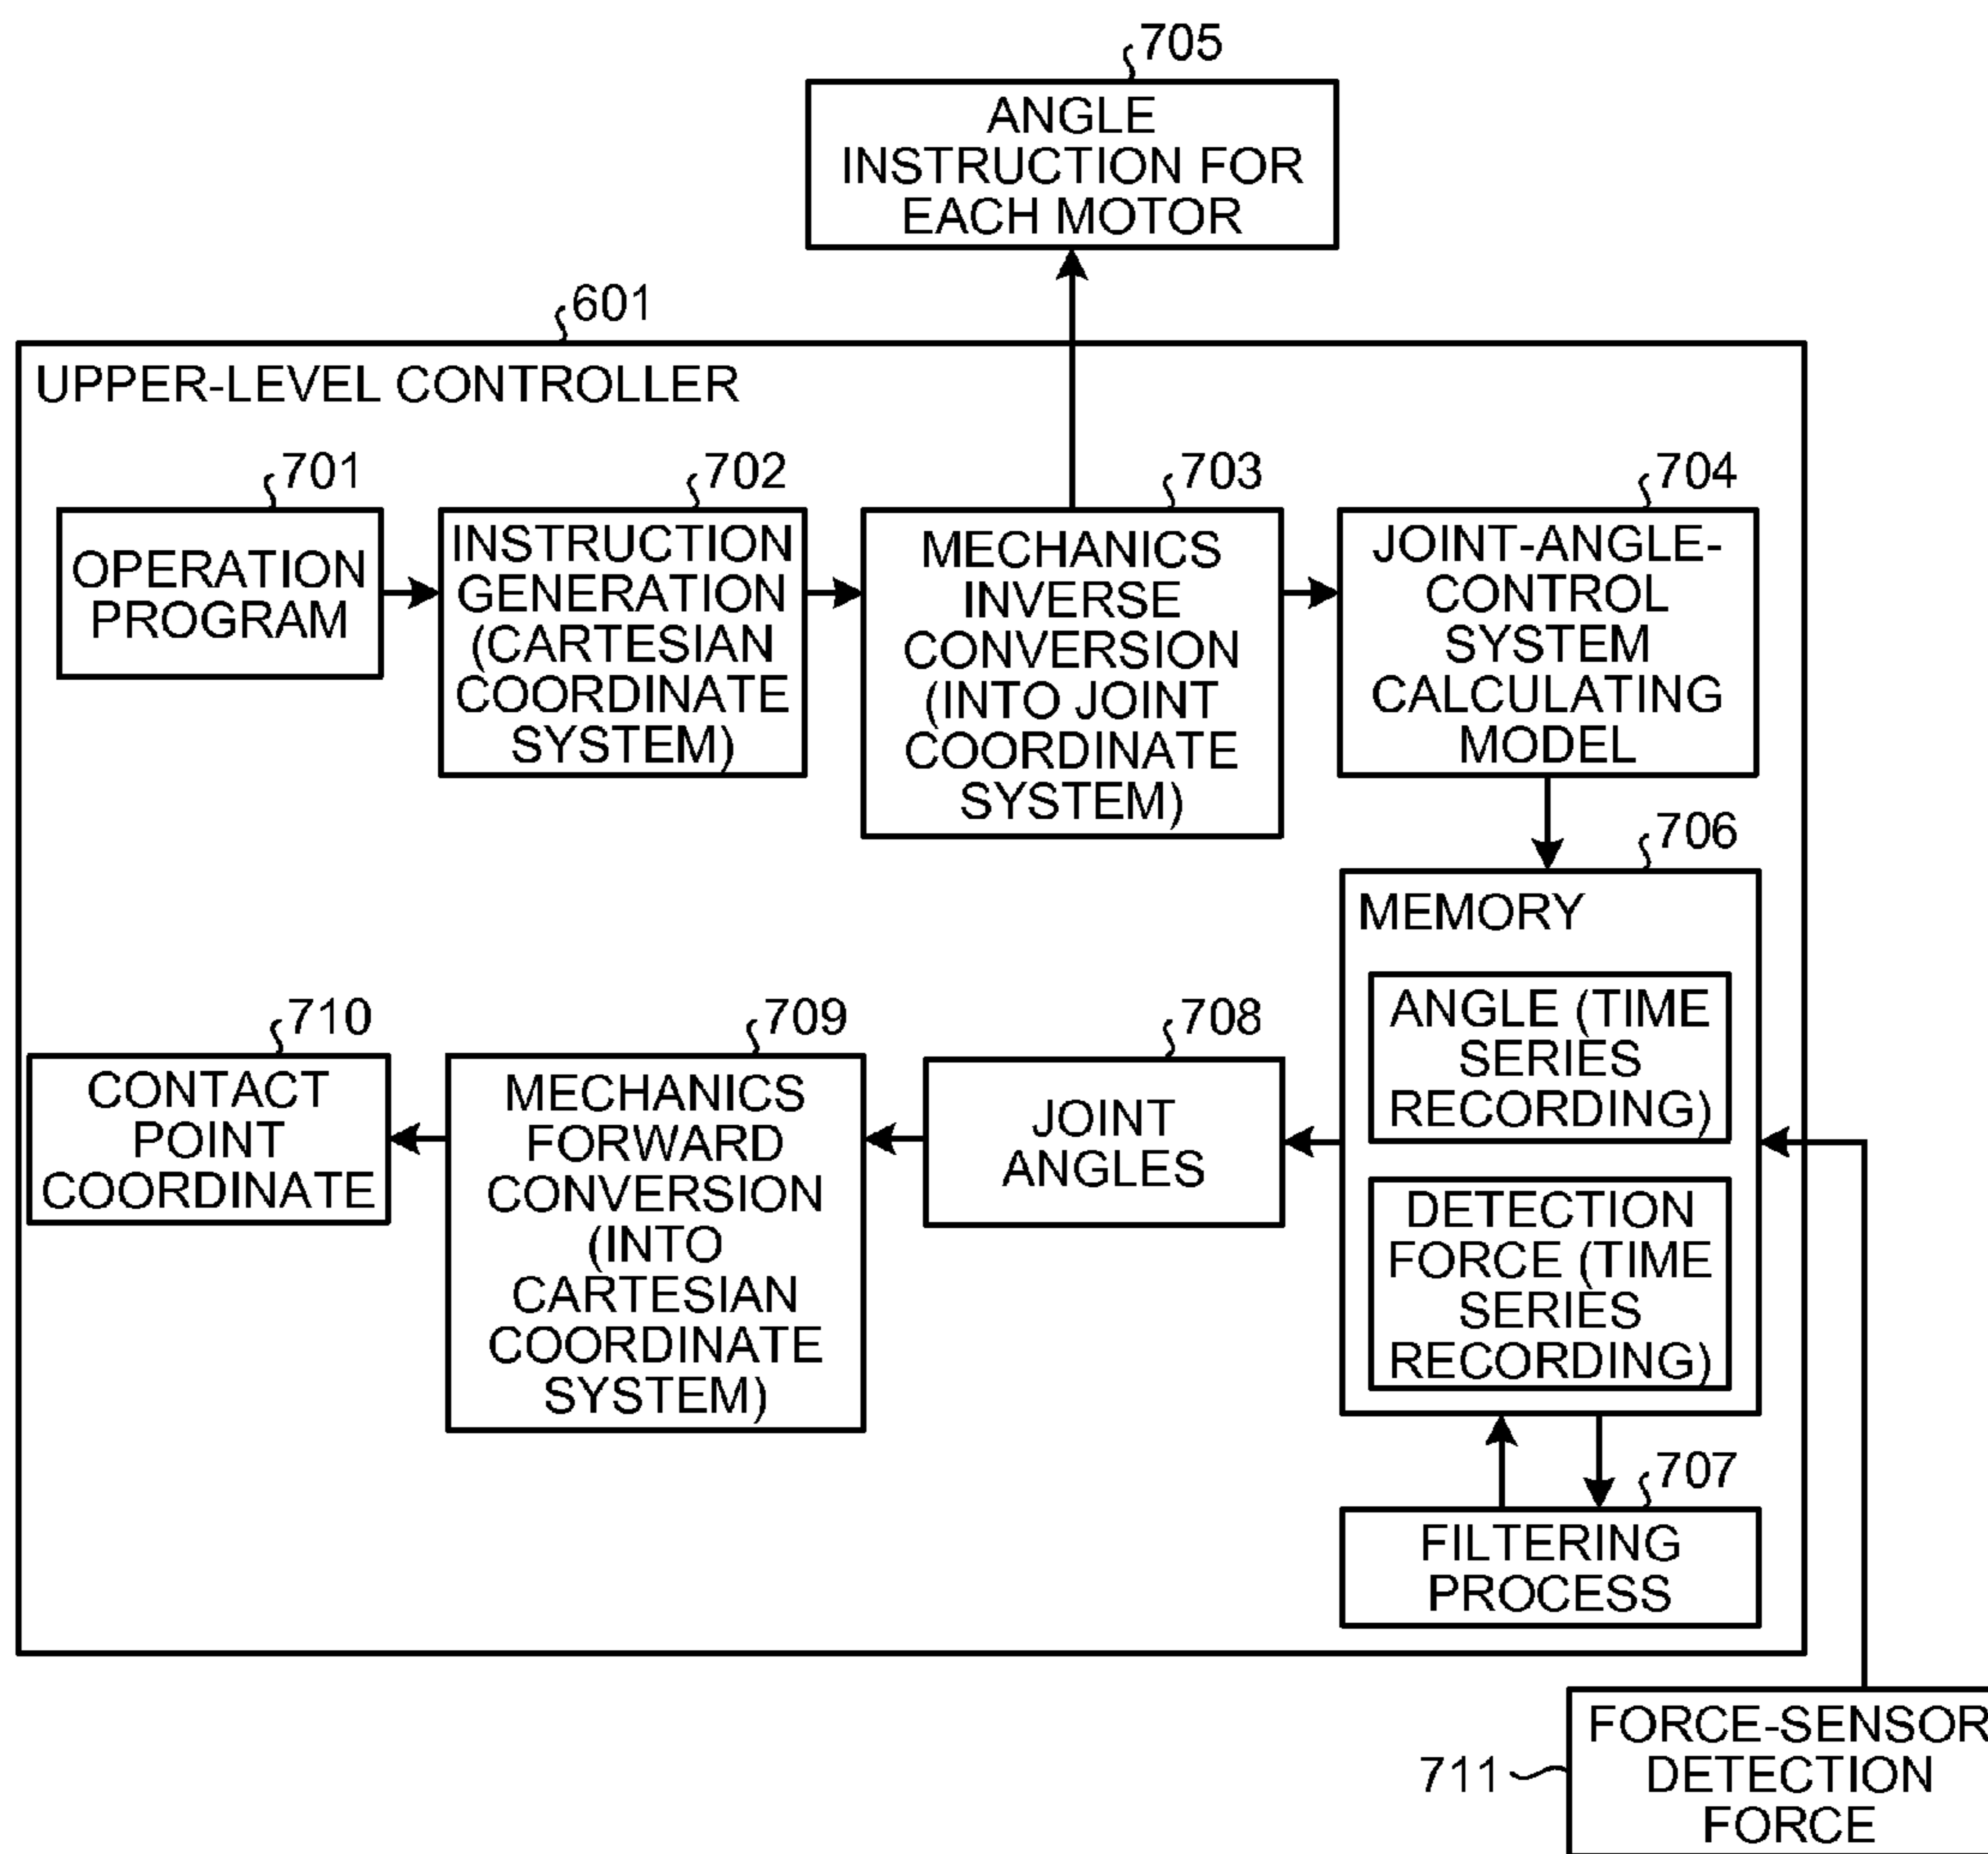 705
ANGLE
INSTRUCTION FOR
EACH MOTOR
601
UPPER-LEVEL CONTROLLER
701
OPERATION
PROGRAM
702
INSTRUCTION
GENERATION
(CARTESIAN
COORDINATE
SYSTEM)
703
MECHANICS
INVERSE
CONVERSION
(INTO JOINT
COORDINATE
SYSTEM)
704
JOINT-ANGLE-
CONTROL
SYSTEM
CALCULATING
MODEL
706
MEMORY
ANGLE (TIME
SERIES
RECORDING)
DETECTION
FORCE (TIME
SERIES
RECORDING)
710
CONTACT
POINT
COORDINATE
709
MECHANICS
FORWARD
CONVERSION
(INTO
CARTESIAN
COORDINATE
SYSTEM)
708
JOINT
ANGLES
707
FILTERING
PROCESS
711
FORCE-SENSOR
DETECTION
FORCE